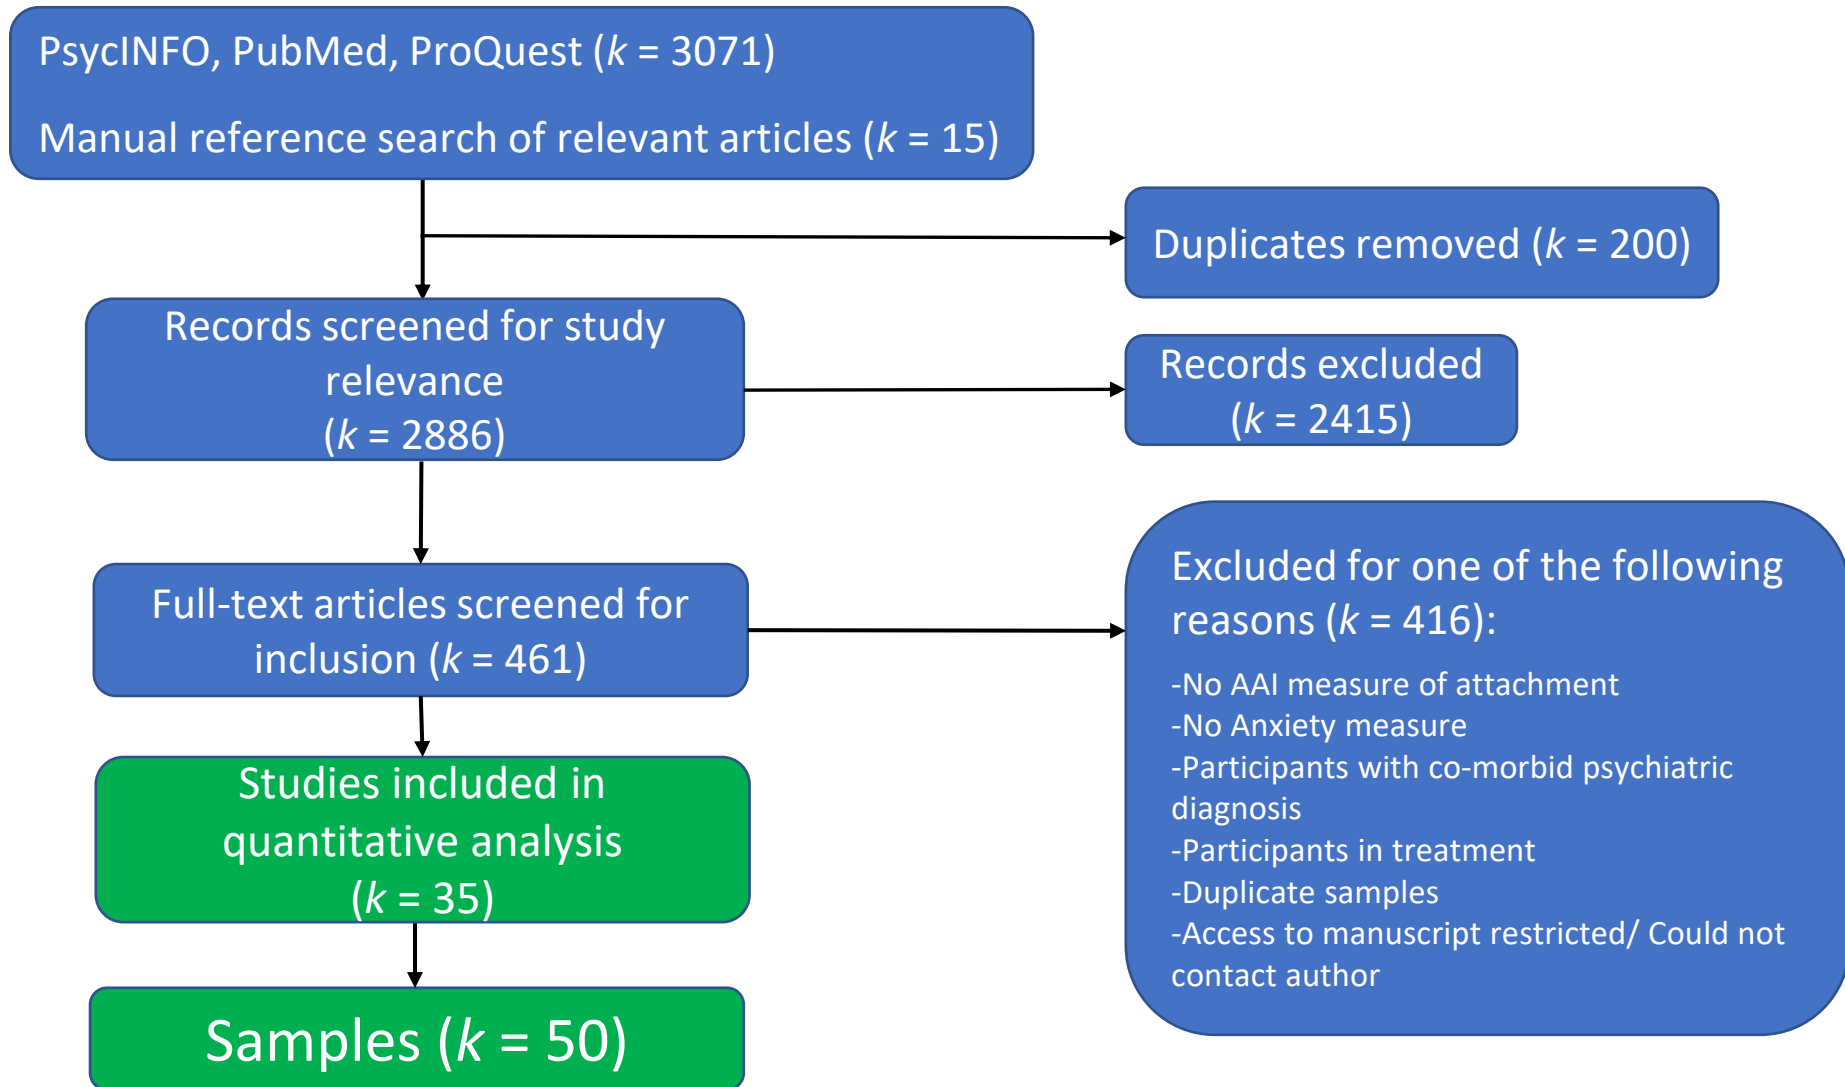 PsycINFO, PubMed, ProQuest (k = 3071)
Manual reference search of relevant articles (k = 15)
Duplicates removed (k = 200)
Records screened for study
relevance
(k = 2886)
Records excluded
(k = 2415)
Full-text articles screened for
inclusion (k = 461)
Excluded for one of the following
reasons (k = 416):
-No AAI measure of attachment
-No Anxiety measure
-Participants with co-morbid psychiatric
diagnosis
-Participants in treatment
-Duplicate samples
-Access to manuscript restricted/ Could not
contact author
Studies included in
quantitative analysis
(k = 35)
Samples (k = 50)